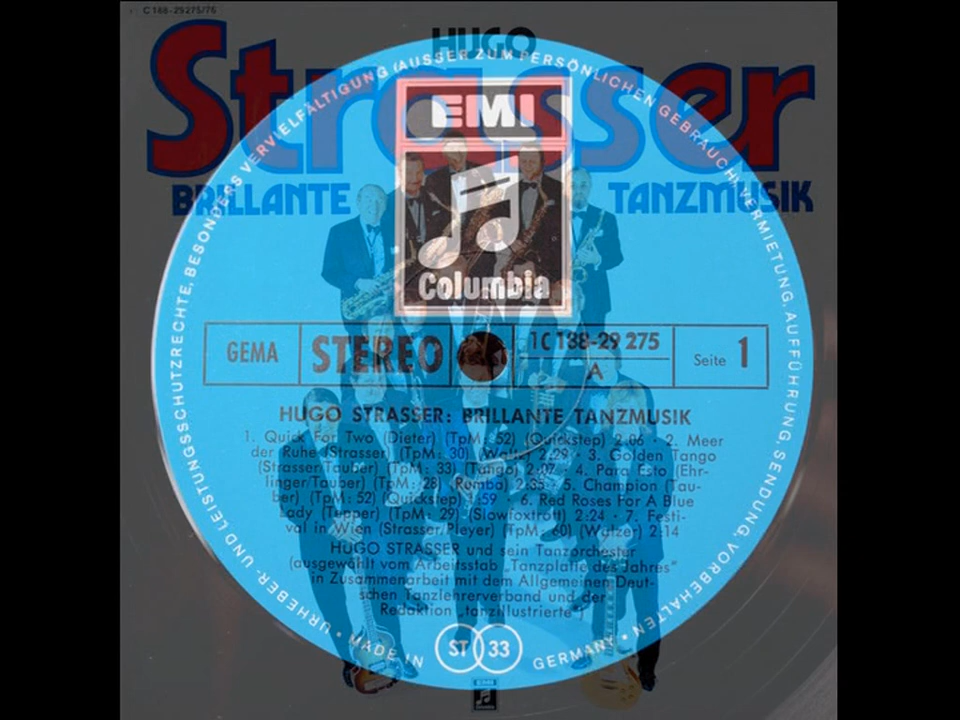 C 188-29275/76
HUGO
Strasser
BRILLANTE TANZMUSIK
URHEBER- UND LEISTUNGSSCHUTZRECHTE, BESONDERS VERVIELFÄLTIGUNG (AUSSER ZUM PERSÖNLICHEN GEBRAUCH) VERMIETUNG, AUFFÜHRUNG, SENDUNG, VORBEHALTEN
EMI
Columbia
GEMA STEREO 1 C 188-29 275 Seite 1
A
HUGO STRASSER: BRILLANTE TANZMUSIK
1. Quick For Two (Dieter) (TpM: 52) (Quickstep) 2:06 · 2. Meer
der Ruhe (Strasser) (TpM: 30) (Waltz) 2:29 · 3. Golden Tango
(Strasser/Tauber) (TpM: 33) (Tango) 2:07 · 4. Para Esto (Ehr-
linger/Tauber) (TpM: 28) (Rumba) 2:35 · 5. Champion (Tau-
ber) (TpM: 52) (Quickstep) 1:59 · 6. Red Roses For A Blue
Lady (Tepper) (TpM: 29) (Slowfoxtrott) 2:24 · 7. Festi-
val in Wien (Strasser/Pleyer) (TpM: 60) (Walzer) 2:14
HUGO STRASSER und sein Tanzorchester
(ausgewählt vom Arbeitsstab „Tanzplatte des Jahres"
in Zusammenarbeit mit dem Allgemeinen Deut-
schen Tanzlehrerverband und der
Redaktion „tanzillustrierte")
ST 33
MADE IN GERMANY
EMI